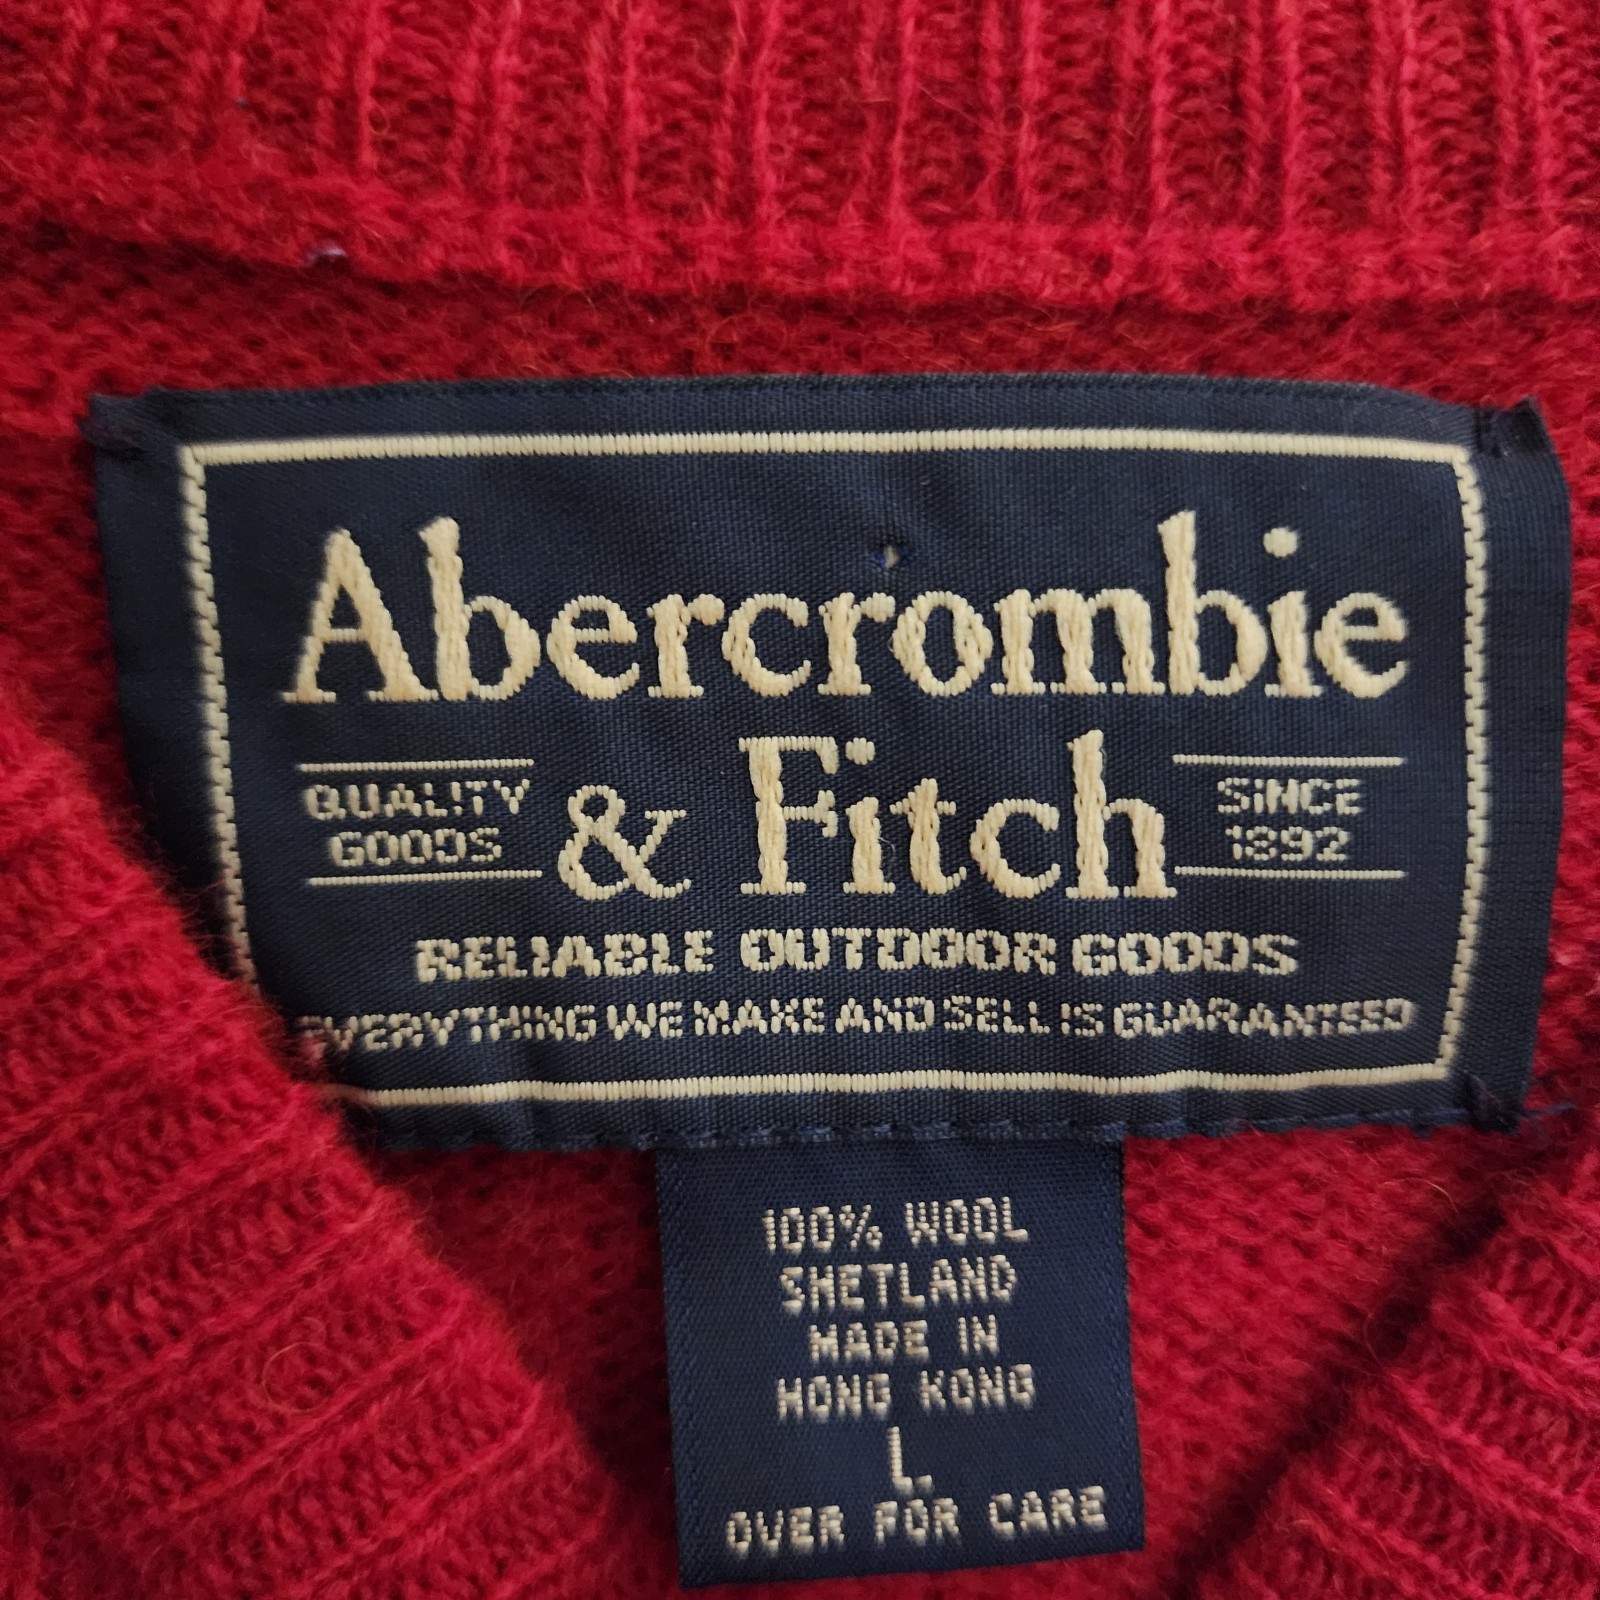 Abercrombie
& Fitch
QUALITY
GOODS
SINCE
1892
RELIABLE OUTDOOR GOODS
EVERYTHING WE MAKE AND SELL IS GUARANTEED
100% WOOL
SHETLAND
MADE IN
HONG KONG
L
OVER FOR CARE